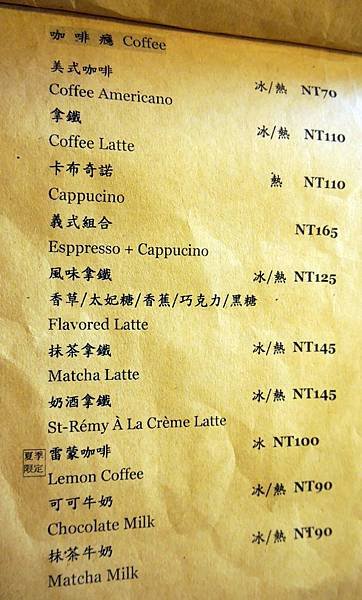 咖啡癮 Coffee
美式咖啡 冰/熱 NT70
Coffee Americano
拿鐵 冰/熱 NT110
Coffee Latte
卡布奇諾 熱 NT110
Cappucino
義式組合 NT165
Esppresso + Cappucino
風味拿鐵 冰/熱 NT125
香草/太妃糖/香蕉/巧克力/黑糖
Flavored Latte
抹茶拿鐵 冰/熱 NT145
Matcha Latte
奶酒拿鐵 冰/熱 NT145
St-Rémy À La Crème Latte
夏季限定 雷蒙咖啡 冰 NT100
Lemon Coffee
可可牛奶 冰/熱 NT90
Chocolate Milk
抹茶牛奶 冰/熱 NT90
Matcha Milk